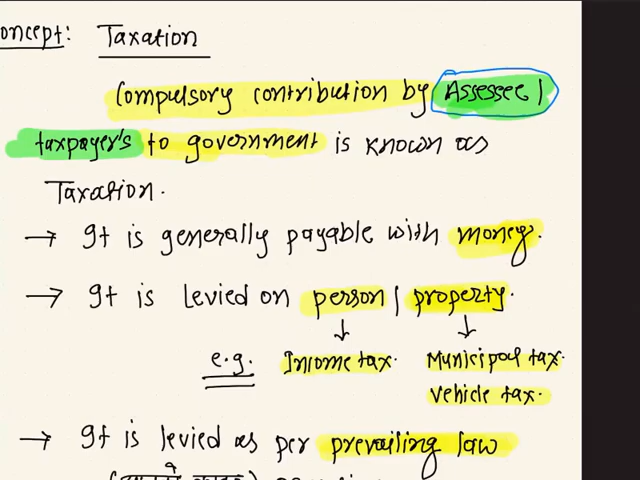 oncept: Taxation
Compulsory contribution by Assessee |
taxpayer's to government is known as
Taxation.
→ It is generally payable with money.
→ It is levied on person | property.
↓ ↓
e.g. Income tax. Municipal tax.
Vehicle tax.
→ It is levied as per prevailing law